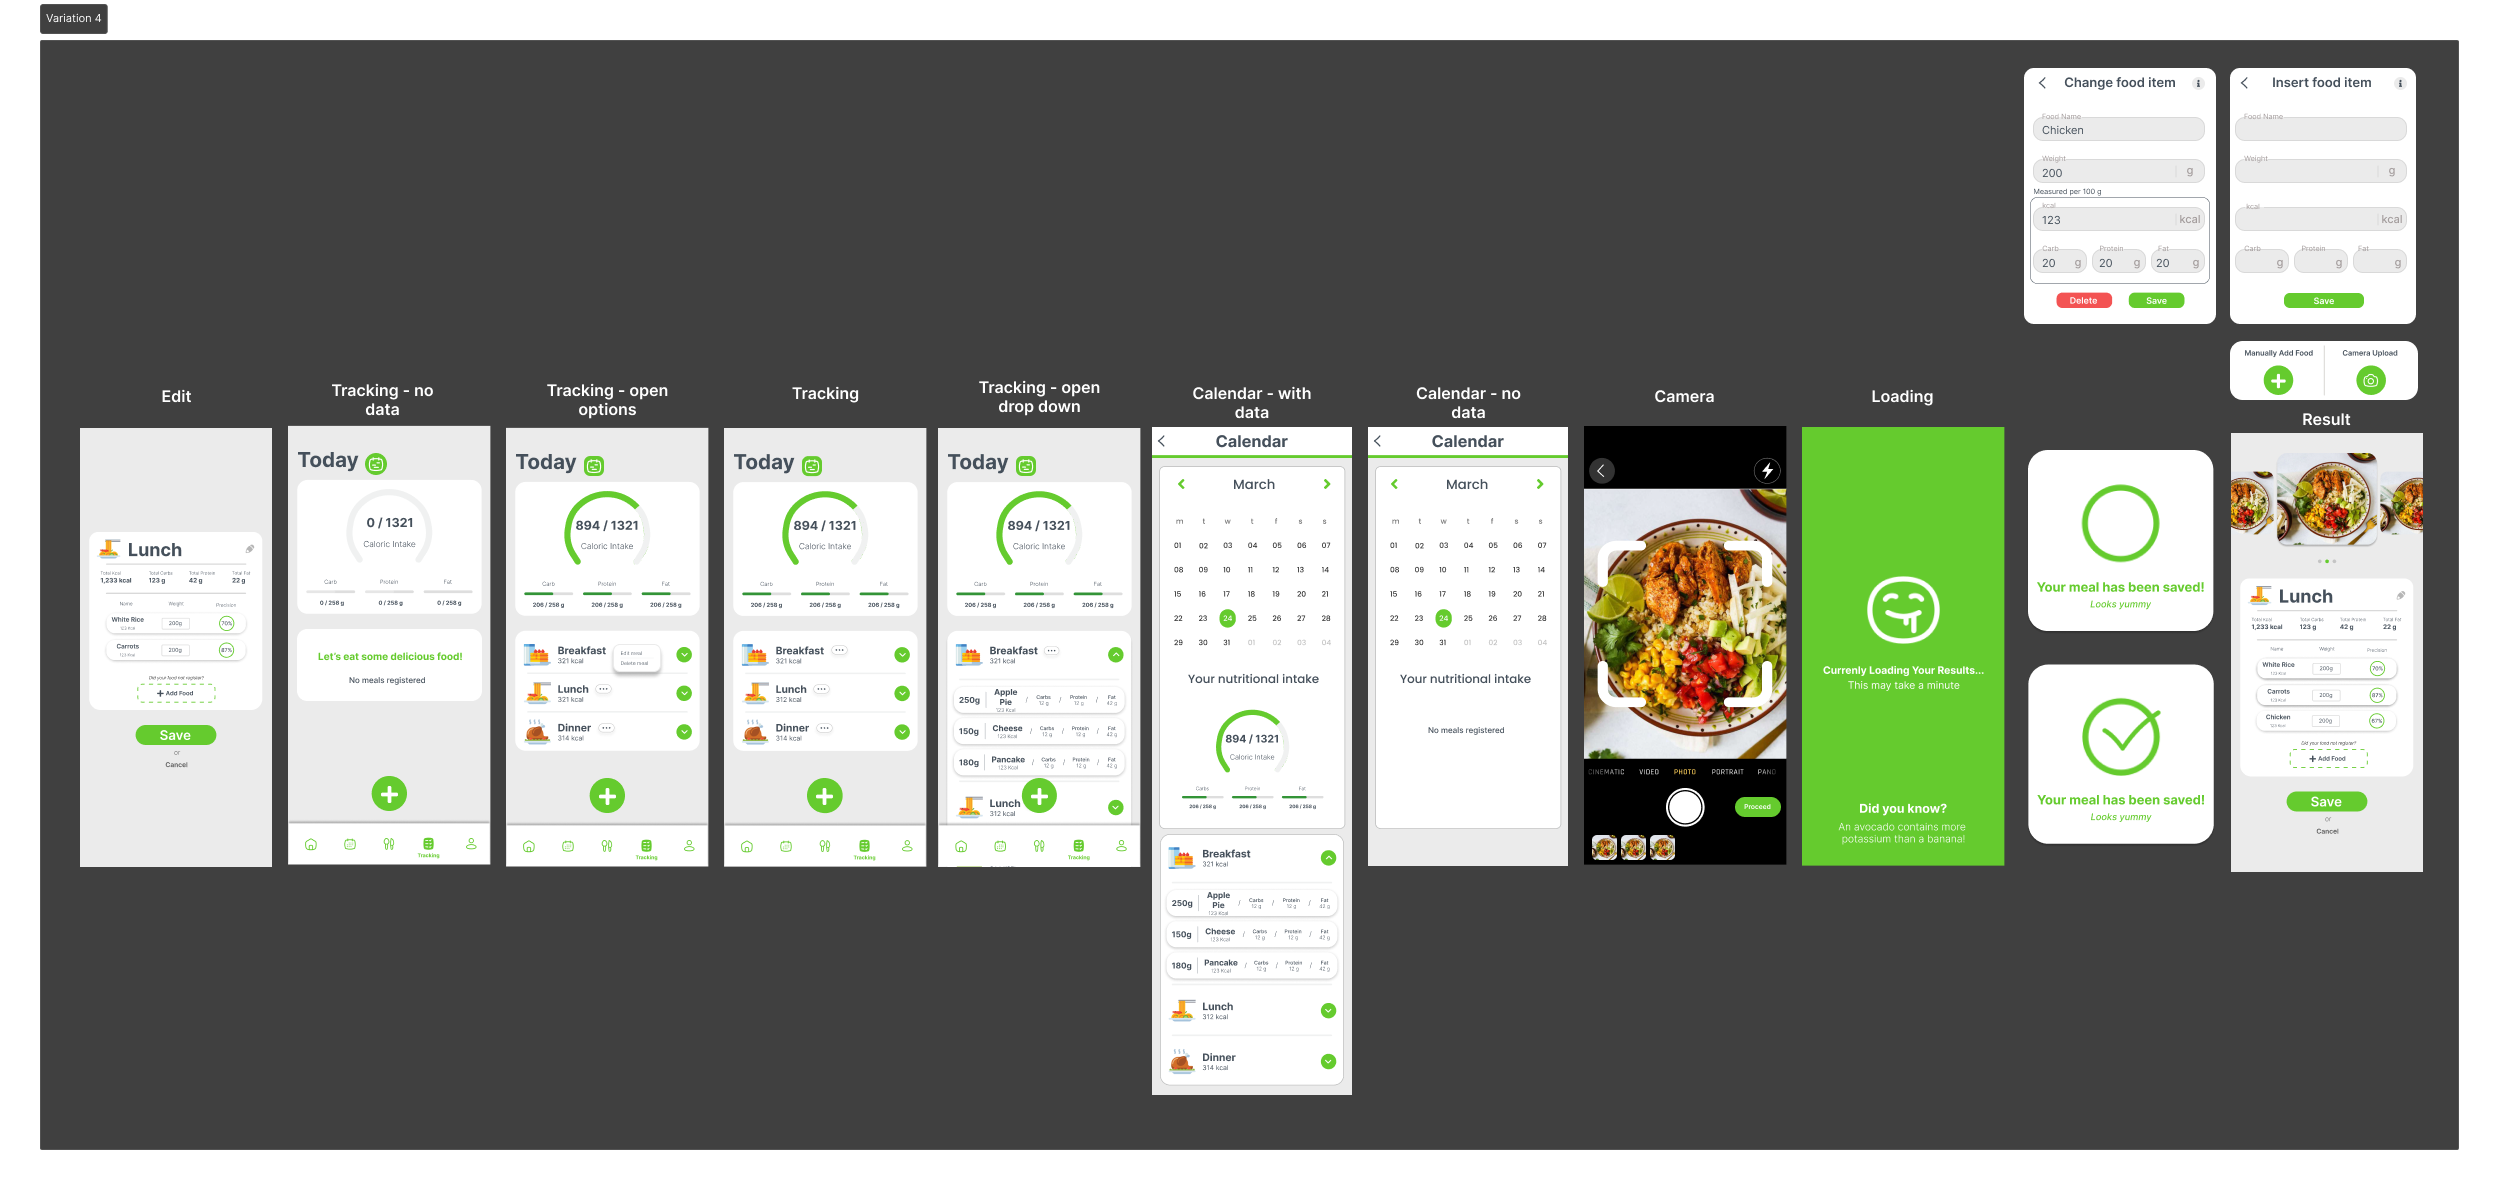 Variation 4
Edit
Lunch
Total Kcal Total Carbs Total Protein Total Fat
1,233 kcal 123 g 42 g 22 g
Name Weight Precision
White Rice
123 Kcal
200g
70%
Carrots
123 Kcal
200g
87%
Did your food not register?
+ Add Food
Save
or
Cancel
Tracking - no
data
Today
0 / 1321
Caloric Intake
Carb Protein Fat
0 / 258 g 0 / 258 g 0 / 258 g
Let's eat some delicious food!
No meals registered
Tracking
Tracking - open
options
Today
894 / 1321
Caloric Intake
Carb Protein Fat
206 / 258 g 206 / 258 g 206 / 258 g
Breakfast
321 kcal
Edit meal
Delete meal
Lunch
321 kcal
Dinner
314 kcal
Tracking
Tracking
Today
894 / 1321
Caloric Intake
Carb Protein Fat
206 / 258 g 206 / 258 g 206 / 258 g
Breakfast
321 kcal
Lunch
312 kcal
Dinner
314 kcal
Tracking
Tracking - open
drop down
Today
894 / 1321
Caloric Intake
Carb Protein Fat
206 / 258 g 206 / 258 g 206 / 258 g
Breakfast
321 kcal
250g Apple Pie 123 Kcal / Carbs 12 g / Protein 12 g / Fat 42 g
150g Cheese 123 Kcal / Carbs 12 g / Protein 12 g / Fat 42 g
180g Pancake 123 Kcal / Carbs 12 g / Protein 12 g / Fat 42 g
Lunch
312 kcal
Tracking
Calendar - with
data
Calendar
March
m t w t f s s
01 02 03 04 05 06 07
08 09 10 11 12 13 14
15 16 17 18 19 20 21
22 23 24 25 26 27 28
29 30 31 01 02 03 04
Your nutritional intake
894 / 1321
Caloric Intake
Carbs Protein Fat
206 / 258 g 206 / 258 g 206 / 258 g
Breakfast
321 kcal
250g Apple Pie 123 Kcal / Carbs 12 g / Protein 12 g / Fat 42 g
150g Cheese 123 Kcal / Carbs 12 g / Protein 12 g / Fat 42 g
180g Pancake 123 Kcal / Carbs 12 g / Protein 12 g / Fat 42 g
Lunch
312 kcal
Dinner
314 kcal
Calendar - no
data
Calendar
March
m t w t f s s
01 02 03 04 05 06 07
08 09 10 11 12 13 14
15 16 17 18 19 20 21
22 23 24 25 26 27 28
29 30 31 01 02 03 04
Your nutritional intake
No meals registered
Camera
CINEMATIC VIDEO PHOTO PORTRAIT PANO
Proceed
Loading
Currenly Loading Your Results...
This may take a minute
Did you know?
An avocado contains more
potassium than a banana!
Change food item
Food Name
Chicken
Weight
200 g
Measured per 100 g
kcal
123 kcal
Carb Protein Fat
20 g 20 g 20 g
Delete Save
Insert food item
Food Name
Weight
g
kcal
kcal
Carb Protein Fat
g g g
Save
Manually Add Food Camera Upload
Your meal has been saved!
Looks yummy
Your meal has been saved!
Looks yummy
Result
Lunch
Total Kcal Total Carbs Total Protein Total Fat
1,233 kcal 123 g 42 g 22 g
Name Weight Precision
White Rice
123 Kcal
200g
70%
Carrots
123 Kcal
200g
87%
Chicken
123 Kcal
200g
67%
Did your food not register?
+ Add Food
Save
or
Cancel